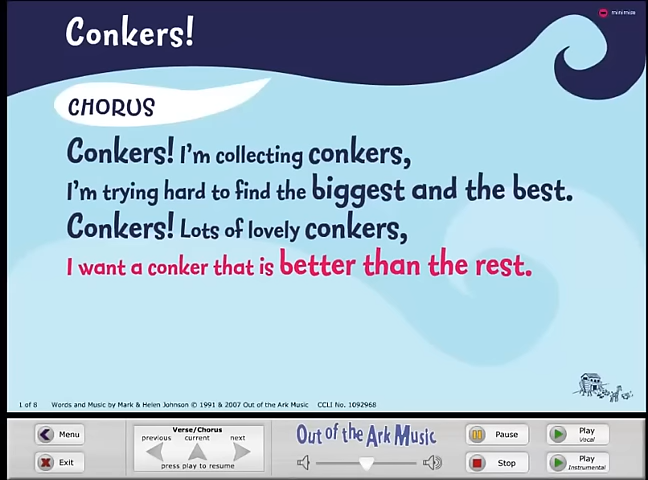 Conkers!
minimize
CHORUS
Conkers! I'm collecting conkers,
I'm trying hard to find the biggest and the best.
Conkers! Lots of lovely conkers,
I want a conker that is better than the rest.
1 of 8 Words and Music by Mark & Helen Johnson © 1991 & 2007 Out of the Ark Music CCLI No. 1092968
Menu
Exit
Verse/Chorus
previous current next
press play to resume
Out of the Ark Music
Pause
Stop
Play
Vocal
Play
Instrumental